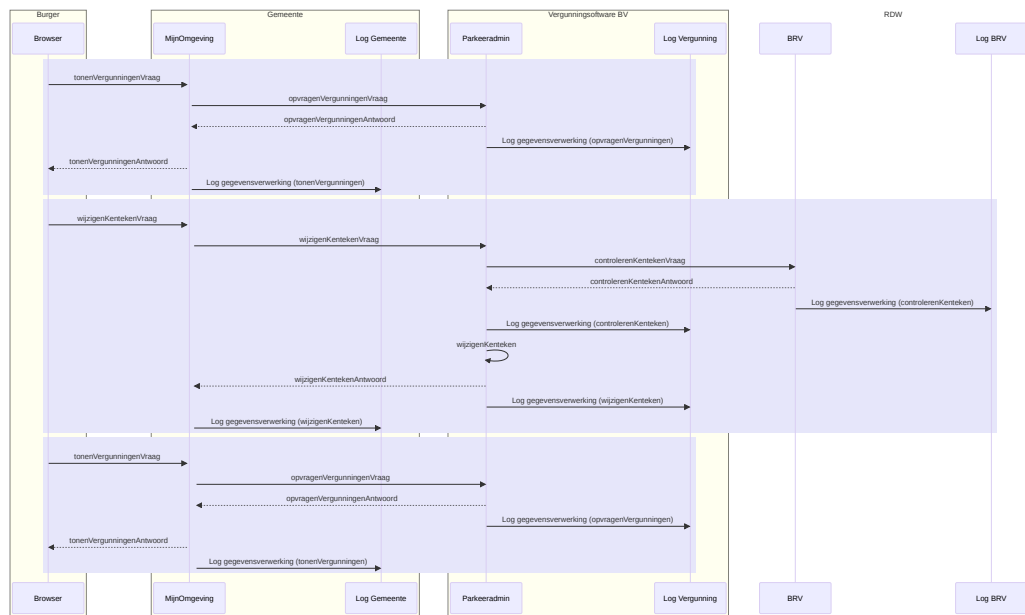 Burger
Gemeente
Vergunningsoftware BV
RDW
Browser
MijnOmgeving
Log Gemeente
Parkeeradmin
Log Vergunning
BRV
Log BRV
tonenVergunningenVraag
opvragenVergunningenVraag
opvragenVergunningenAntwoord
Log gegevensverwerking (opvragenVergunningen)
tonenVergunningenAntwoord
Log gegevensverwerking (tonenVergunningen)
wijzigenKentekenVraag
wijzigenKentekenVraag
controlerenKentekenVraag
controlerenKentekenAntwoord
Log gegevensverwerking (controlerenKenteken)
Log gegevensverwerking (controlerenKenteken)
wijzigenKenteken
wijzigenKentekenAntwoord
Log gegevensverwerking (wijzigenKenteken)
Log gegevensverwerking (wijzigenKenteken)
tonenVergunningenVraag
opvragenVergunningenVraag
opvragenVergunningenAntwoord
Log gegevensverwerking (opvragenVergunningen)
tonenVergunningenAntwoord
Log gegevensverwerking (tonenVergunningen)
Browser
MijnOmgeving
Log Gemeente
Parkeeradmin
Log Vergunning
BRV
Log BRV